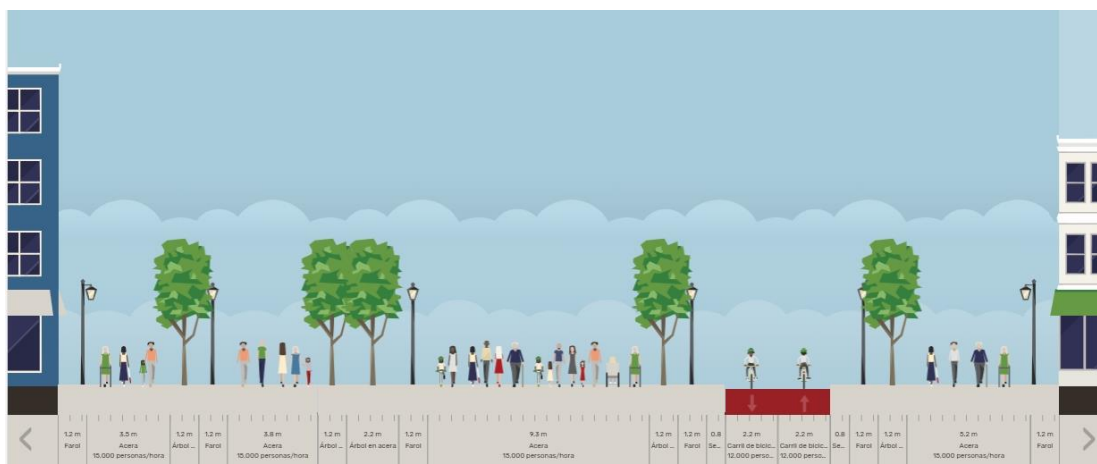 1.2 m
Farol
3.5 m
Acera
15.000 personas/hora
1.2 m
Árbol ...
1.2 m
Farol
3.8 m
Acera
15.000 personas/hora
1.2 m
Árbol ...
2.2 m
Árbol en acera
1.2 m
Farol
9.3 m
Acera
15.000 personas/hora
1.2 m
Árbol ...
1.2 m
Farol
0.8
Se...
2.2 m
Carril de bicic...
12.000 perso...
2.2 m
Carril de bicic...
12.000 perso...
0.8
Se...
1.2 m
Farol
1.2 m
Árbol ...
5.2 m
Acera
15.000 personas/hora
1.2 m
Farol